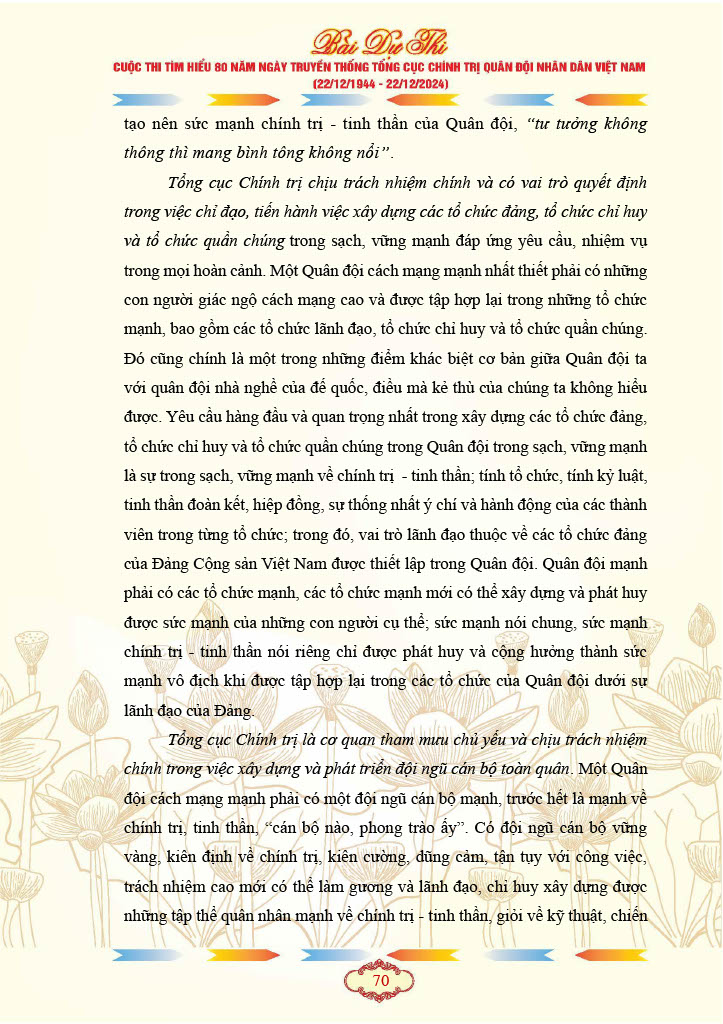 Bài Dự Thi
CUỘC THI TÌM HIỂU 80 NĂM NGÀY TRUYỀN THỐNG TỔNG CỤC CHÍNH TRỊ QUÂN ĐỘI NHÂN DÂN VIỆT NAM
(22/12/1944 - 22/12/2024)
tạo nên sức mạnh chính trị - tinh thần của Quân đội, “tư tưởng không
thông thì mang bình tông không nổi”.
Tổng cục Chính trị chịu trách nhiệm chính và có vai trò quyết định
trong việc chỉ đạo, tiến hành việc xây dựng các tổ chức đảng, tổ chức chỉ huy
và tổ chức quần chúng trong sạch, vững mạnh đáp ứng yêu cầu, nhiệm vụ
trong mọi hoàn cảnh. Một Quân đội cách mạng mạnh nhất thiết phải có những
con người giác ngộ cách mạng cao và được tập hợp lại trong những tổ chức
mạnh, bao gồm các tổ chức lãnh đạo, tổ chức chỉ huy và tổ chức quần chúng.
Đó cũng chính là một trong những điểm khác biệt cơ bản giữa Quân đội ta
với quân đội nhà nghề của đế quốc, điều mà kẻ thù của chúng ta không hiểu
được. Yêu cầu hàng đầu và quan trọng nhất trong xây dựng các tổ chức đảng,
tổ chức chỉ huy và tổ chức quần chúng trong Quân đội trong sạch, vững mạnh
là sự trong sạch, vững mạnh về chính trị - tinh thần; tính tổ chức, tính kỷ luật,
tinh thần đoàn kết, hiệp đồng, sự thống nhất ý chí và hành động của các thành
viên trong từng tổ chức; trong đó, vai trò lãnh đạo thuộc về các tổ chức đảng
của Đảng Cộng sản Việt Nam được thiết lập trong Quân đội. Quân đội mạnh
phải có các tổ chức mạnh, các tổ chức mạnh mới có thể xây dựng và phát huy
được sức mạnh của những con người cụ thể; sức mạnh nói chung, sức mạnh
chính trị - tinh thần nói riêng chỉ được phát huy và cộng hưởng thành sức
mạnh vô địch khi được tập hợp lại trong các tổ chức của Quân đội dưới sự
lãnh đạo của Đảng.
Tổng cục Chính trị là cơ quan tham mưu chủ yếu và chịu trách nhiệm
chính trong việc xây dựng và phát triển đội ngũ cán bộ toàn quân. Một Quân
đội cách mạng mạnh phải có một đội ngũ cán bộ mạnh, trước hết là mạnh về
chính trị, tinh thần, “cán bộ nào, phong trào ấy”. Có đội ngũ cán bộ vững
vàng, kiên định về chính trị, kiên cường, dũng cảm, tận tụy với công việc,
trách nhiệm cao mới có thể làm gương và lãnh đạo, chỉ huy xây dựng được
những tập thể quân nhân mạnh về chính trị - tinh thần, giỏi về kỹ thuật, chiến
70